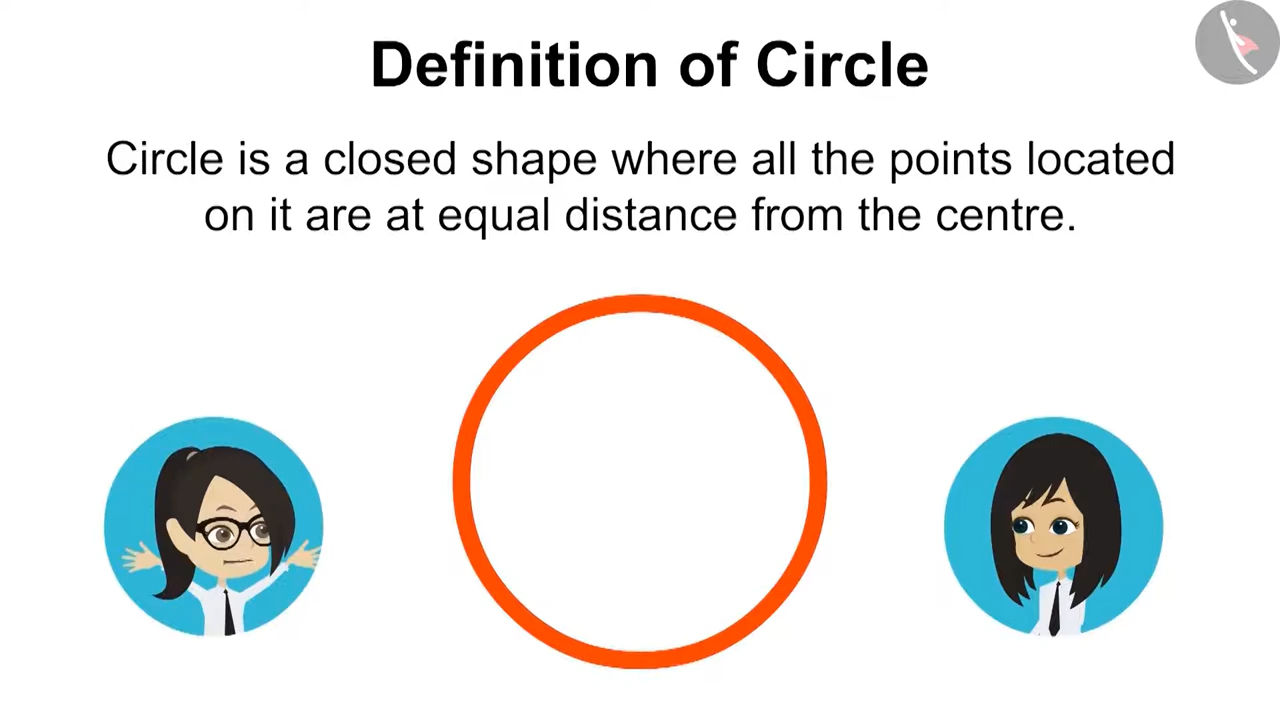 Definition of Circle
Circle is a closed shape where all the points located
on it are at equal distance from the centre.